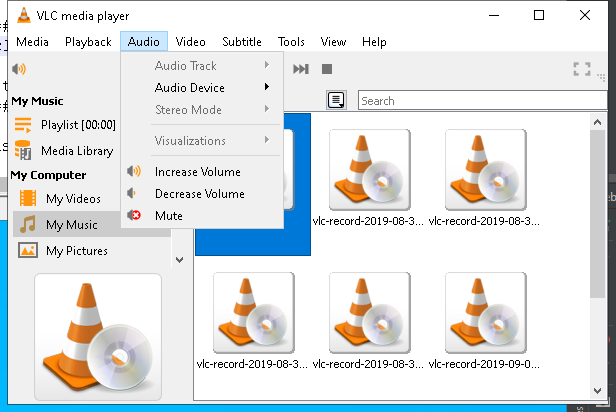 VLC media player
Media Playback Audio Video Subtitle Tools View Help
Audio Track
Audio Device
Stereo Mode
Visualizations
Increase Volume
Decrease Volume
Mute
Search
My Music
Playlist [00:00]
Media Library
My Computer
My Videos
My Music
My Pictures
vlc-record-2019-08-3... vlc-record-2019-08-3...
vlc-record-2019-08-3... vlc-record-2019-08-3... vlc-record-2019-09-0...